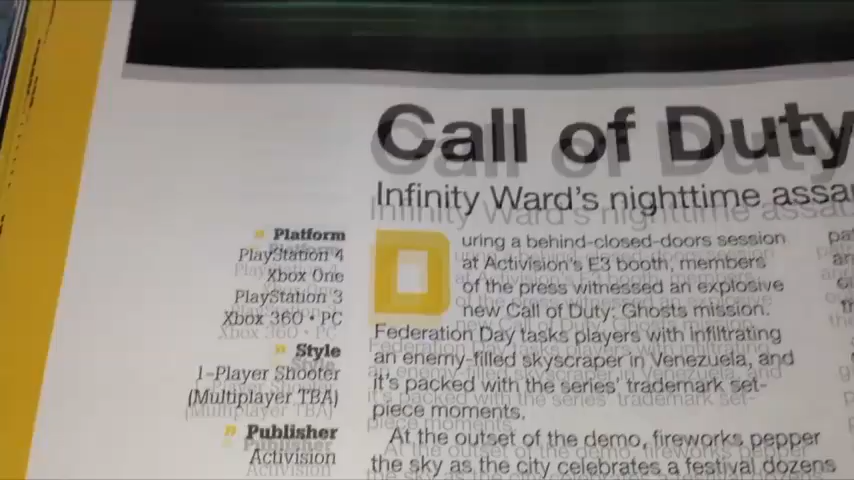 Call of Duty
Infinity Ward's nighttime
» Platform
PlayStation 4
Xbox One
PlayStation 3
Xbox 360 • PC
» Style
1-Player Shooter
(Multiplayer TBA)
» Publisher
Activision
During a behind-closed-doors session
at Activision's E3 booth, members
of the press witnessed an explosive
new Call of Duty: Ghosts mission.
Federation Day tasks players with infiltrating
an enemy-filled skyscraper in Venezuela, and
it's packed with the series' trademark set-
piece moments.
At the outset of the demo, fireworks pepper
the sky as the city celebrates a festival dozens